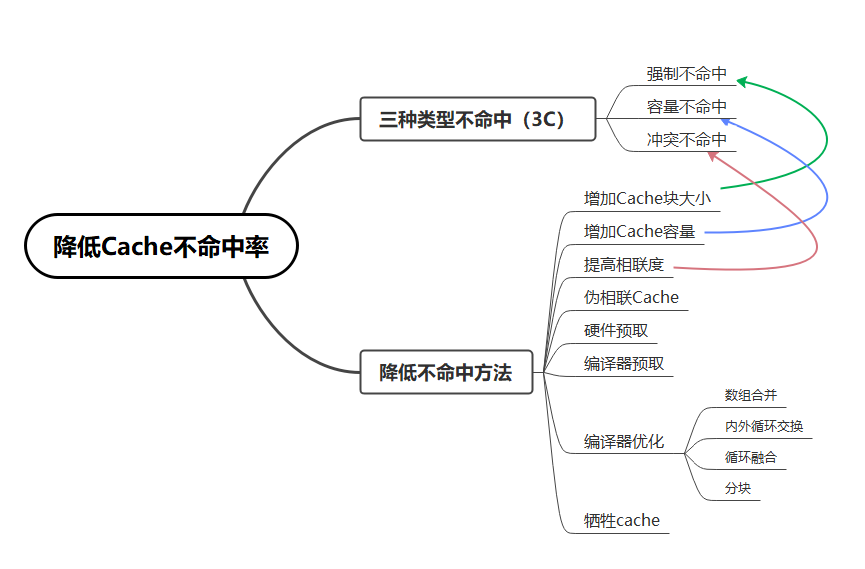 降低Cache不命中率
三种类型不命中（3C）
强制不命中
容量不命中
冲突不命中
降低不命中方法
增加Cache块大小
增加Cache容量
提高相联度
伪相联Cache
硬件预取
编译器预取
编译器优化
数组合并
内外循环交换
循环融合
分块
牺牲cache